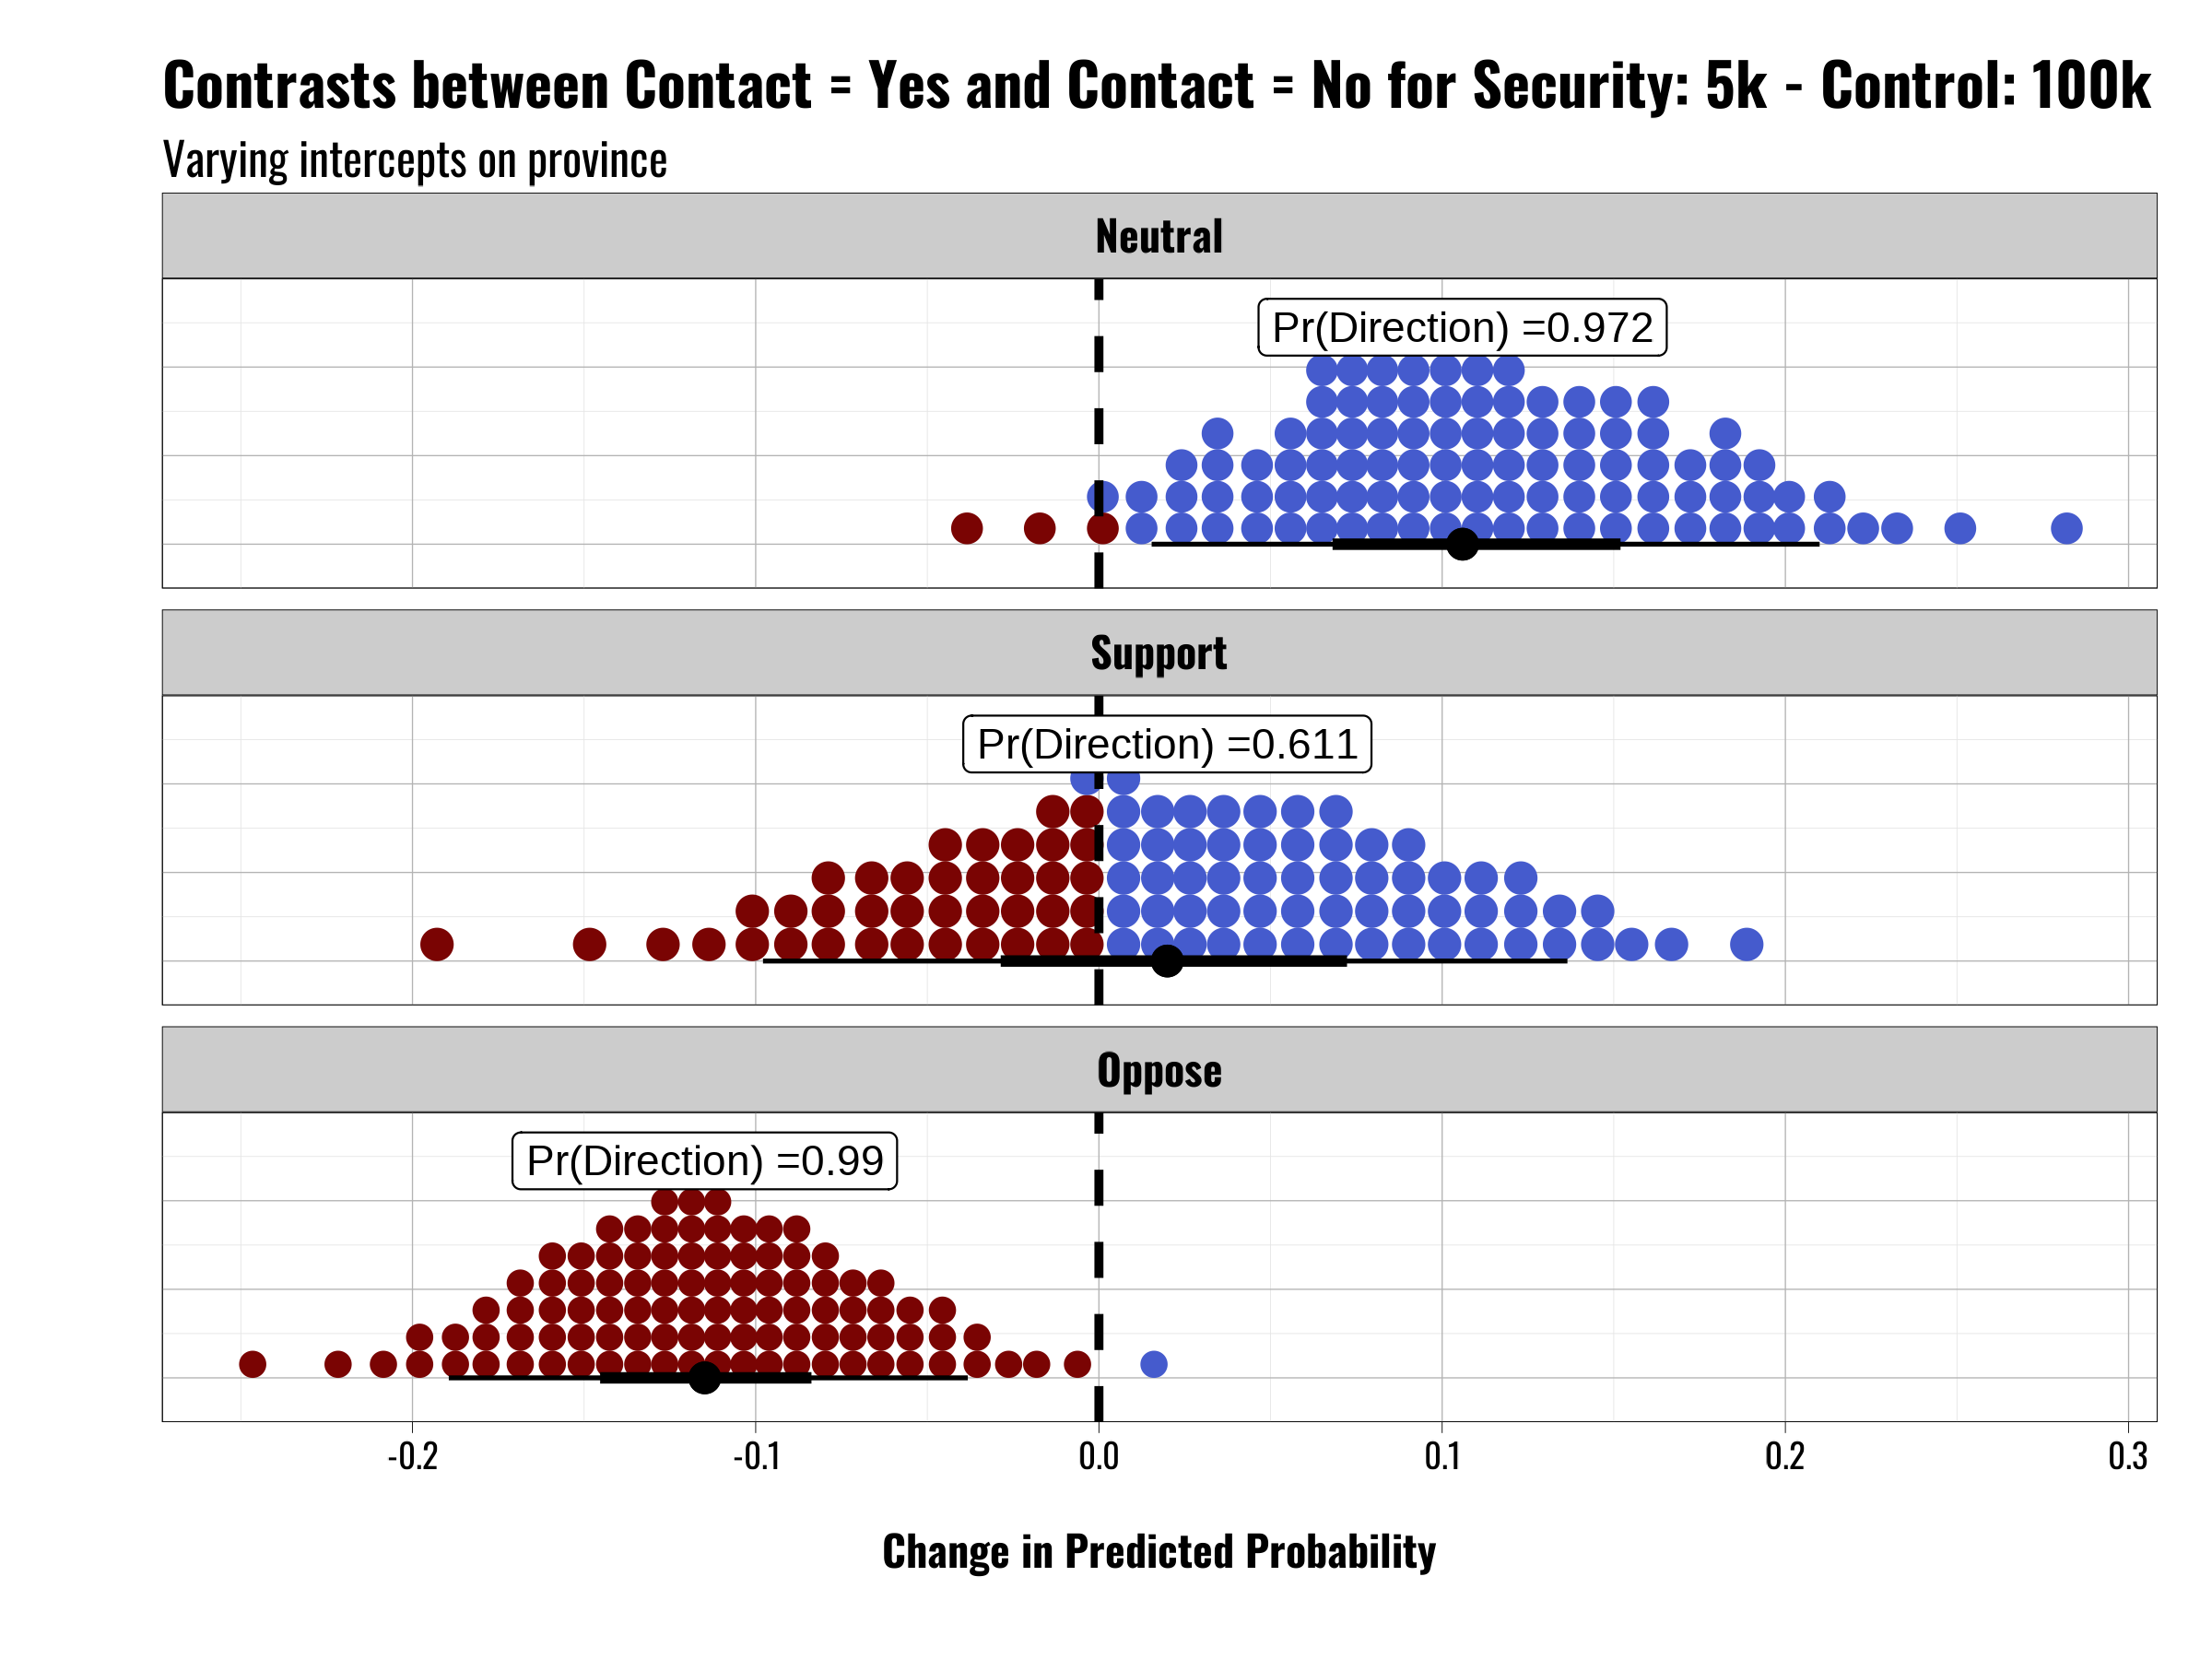 Contrasts between Contact = Yes and Contact = No for Security: 5k - Control: 100k
Varying intercepts on province
Neutral
Pr(Direction) =0.972
Support
Pr(Direction) =0.611
Oppose
Pr(Direction) =0.99
-0.2 -0.1 0.0 0.1 0.2 0.3
Change in Predicted Probability